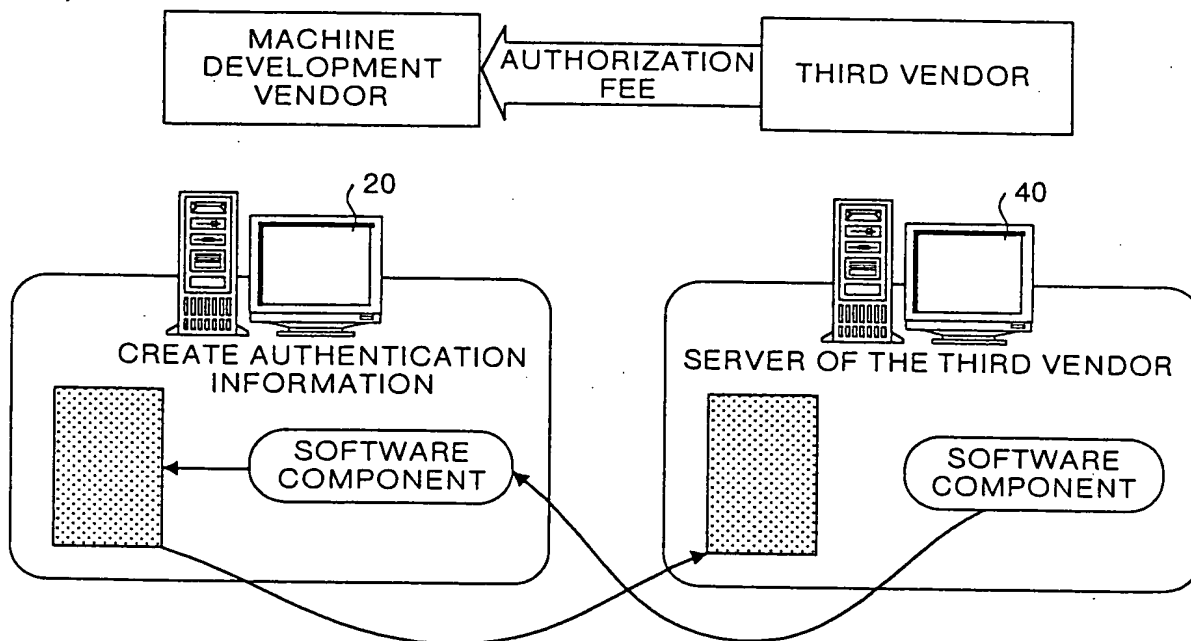 MACHINE
DEVELOPMENT
VENDOR
AUTHORIZATION
FEE
THIRD VENDOR
20
40
CREATE AUTHENTICATION
INFORMATION
SERVER OF THE THIRD VENDOR
SOFTWARE
COMPONENT
SOFTWARE
COMPONENT